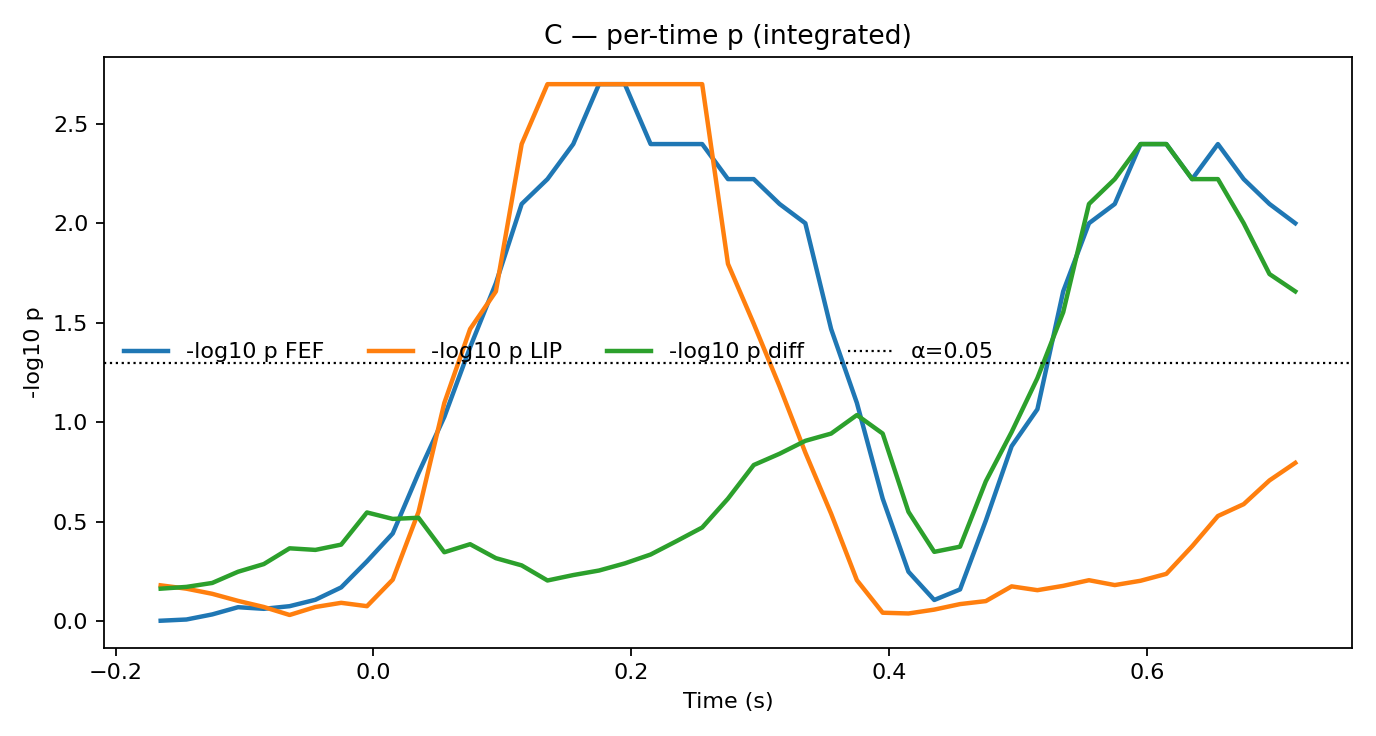 C — per-time p (integrated)
-log10 p
2.5
2.0
1.5
1.0
0.5
0.0
-log10 p FEF -log10 p LIP -log10 p diff α=0.05
−0.2 0.0 0.2 0.4 0.6
Time (s)